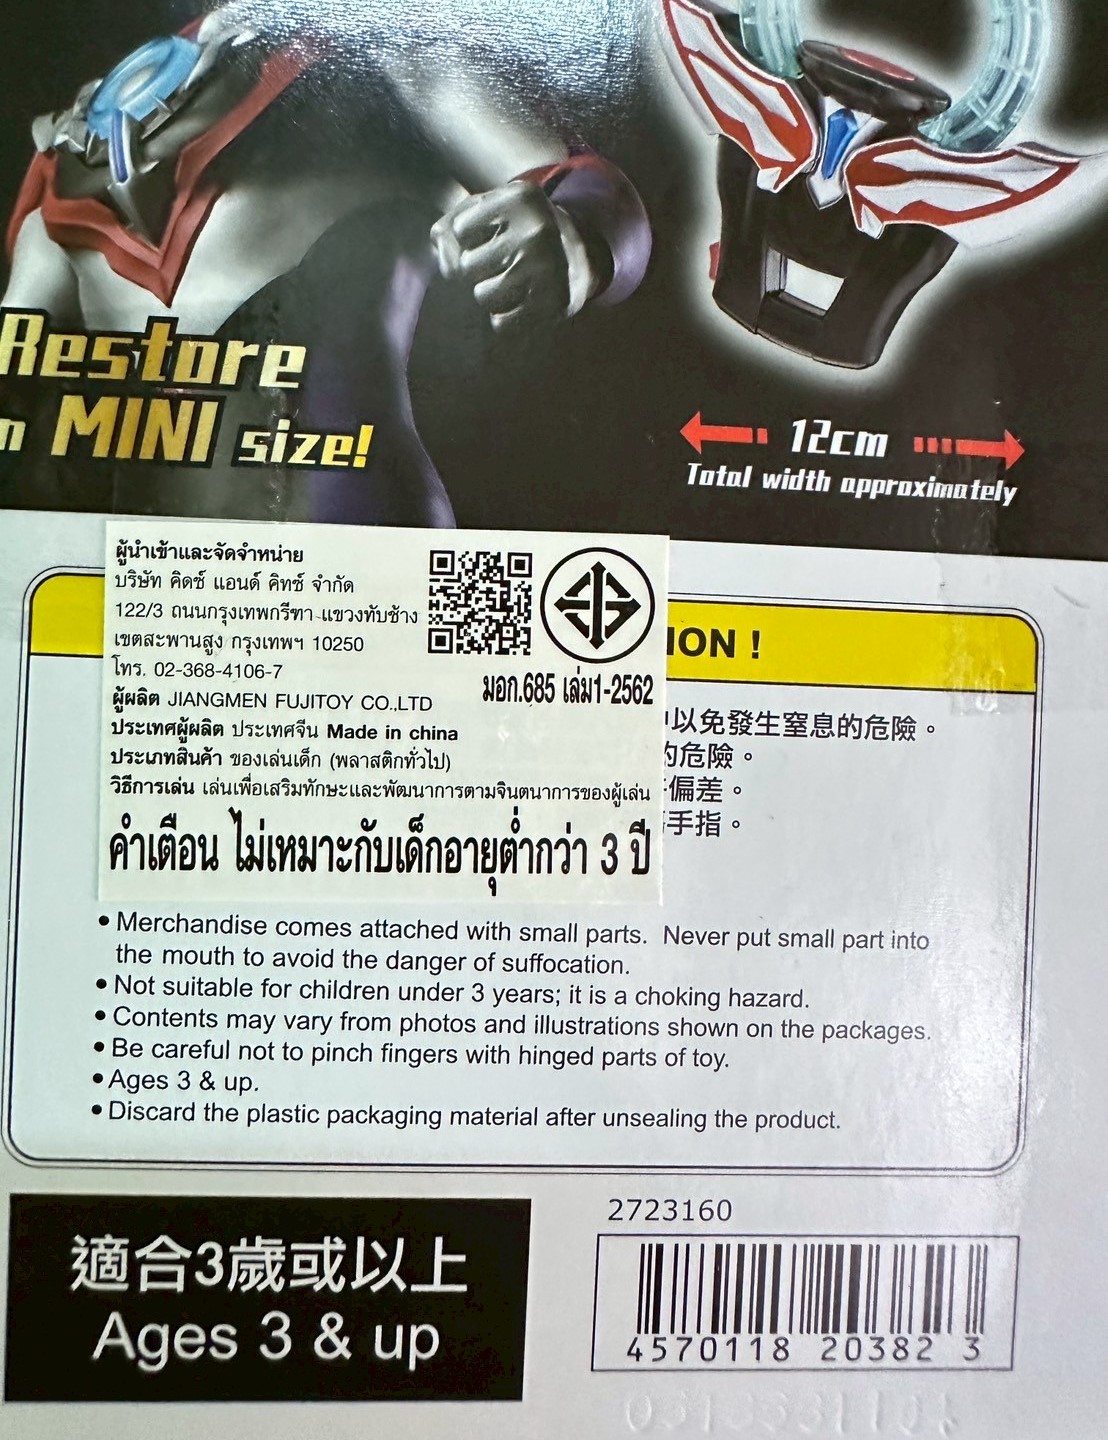 Restore
n MINI size!
12cm
Total width approximately
ผู้นำเข้าและจัดจำหน่าย
บริษัท คิดซ์ แอนด์ คิทซ์ จำกัด
122/3 ถนนกรุงเทพกรีฑา แขวงทับช้าง
เขตสะพานสูง กรุงเทพฯ 10250
โทร. 02-368-4106-7
ผู้ผลิต JIANGMEN FUJITOY CO.,LTD
มอก.685 เล่ม1-2562
ประเทศผู้ผลิต ประเทศจีน Made in china
ประเภทสินค้า ของเล่นเด็ก (พลาสติกทั่วไป)
วิธีการเล่น เล่นเพื่อเสริมทักษะและพัฒนาการตามจินตนาการของผู้เล่น
คำเตือน ไม่เหมาะกับเด็กอายุต่ำกว่า 3 ปี
ION !
以免發生窒息的危險。
的危險。
偏差。
手指。
• Merchandise comes attached with small parts. Never put small part into
the mouth to avoid the danger of suffocation.
• Not suitable for children under 3 years; it is a choking hazard.
• Contents may vary from photos and illustrations shown on the packages.
• Be careful not to pinch fingers with hinged parts of toy.
• Ages 3 & up.
• Discard the plastic packaging material after unsealing the product.
適合3歲或以上
Ages 3 & up
2723160
4570118 20382 3